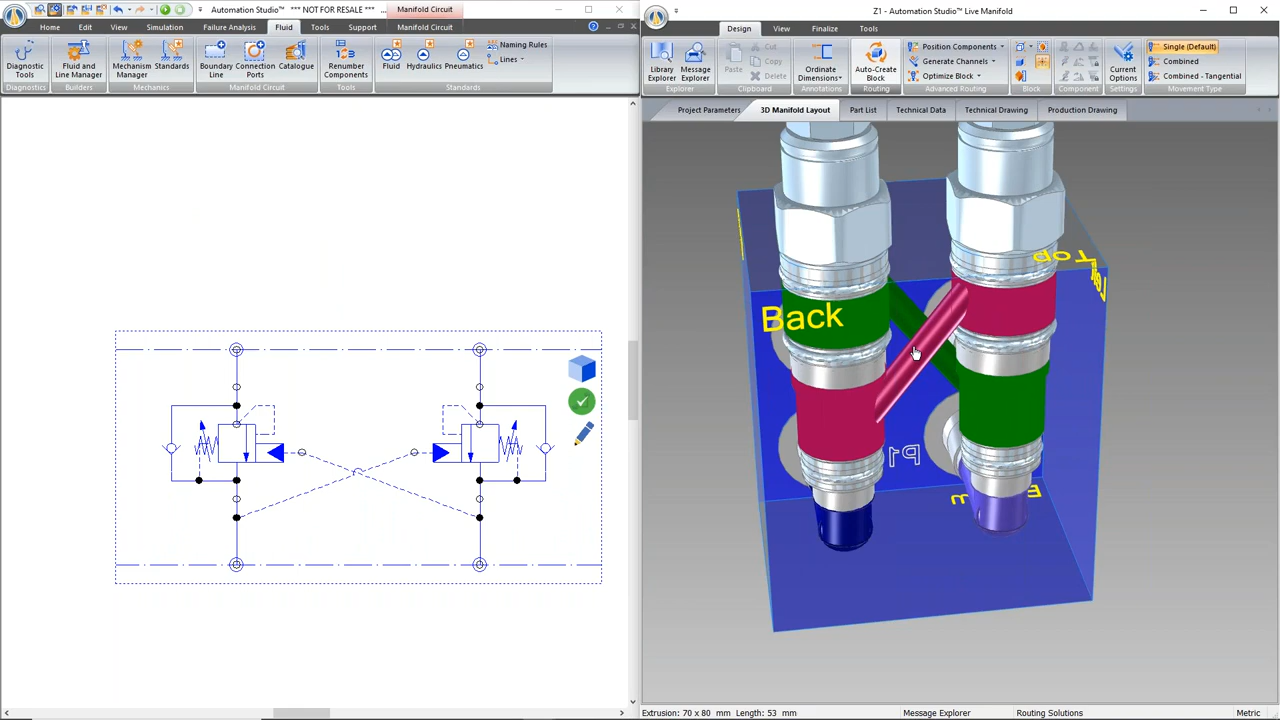 Automation Studio™ *** NOT FOR RESALE *** ...
Manifold Circuit
Home
Edit
View
Simulation
Failure Analysis
Fluid
Tools
Support
Manifold Circuit
Diagnostic Tools
Fluid and Line Manager
Mechanism Manager
Standards
Boundary Line
Connection Ports
Catalogue
Renumber Components
Fluid
Hydraulics
Pneumatics
Naming Rules
Lines
Diagnostics
Builders
Mechanics
Manifold Circuit
Tools
Standards
Z1 - Automation Studio™ Live Manifold
Design
View
Finalize
Tools
Library Explorer
Message Explorer
Paste
Cut
Copy
Delete
Ordinate Dimensions
Auto-Create Block
Position Components
Generate Channels
Optimize Block
Current Options
Single (Default)
Combined
Combined - Tangential
Explorer
Clipboard
Annotations
Routing
Advanced Routing
Block
Component
Settings
Movement Type
Project Parameters
3D Manifold Layout
Part List
Technical Data
Technical Drawing
Production Drawing
Top
Back
P1
Extrusion: 70 x 80 mm Length: 53 mm
Message Explorer
Routing Solutions
Metric